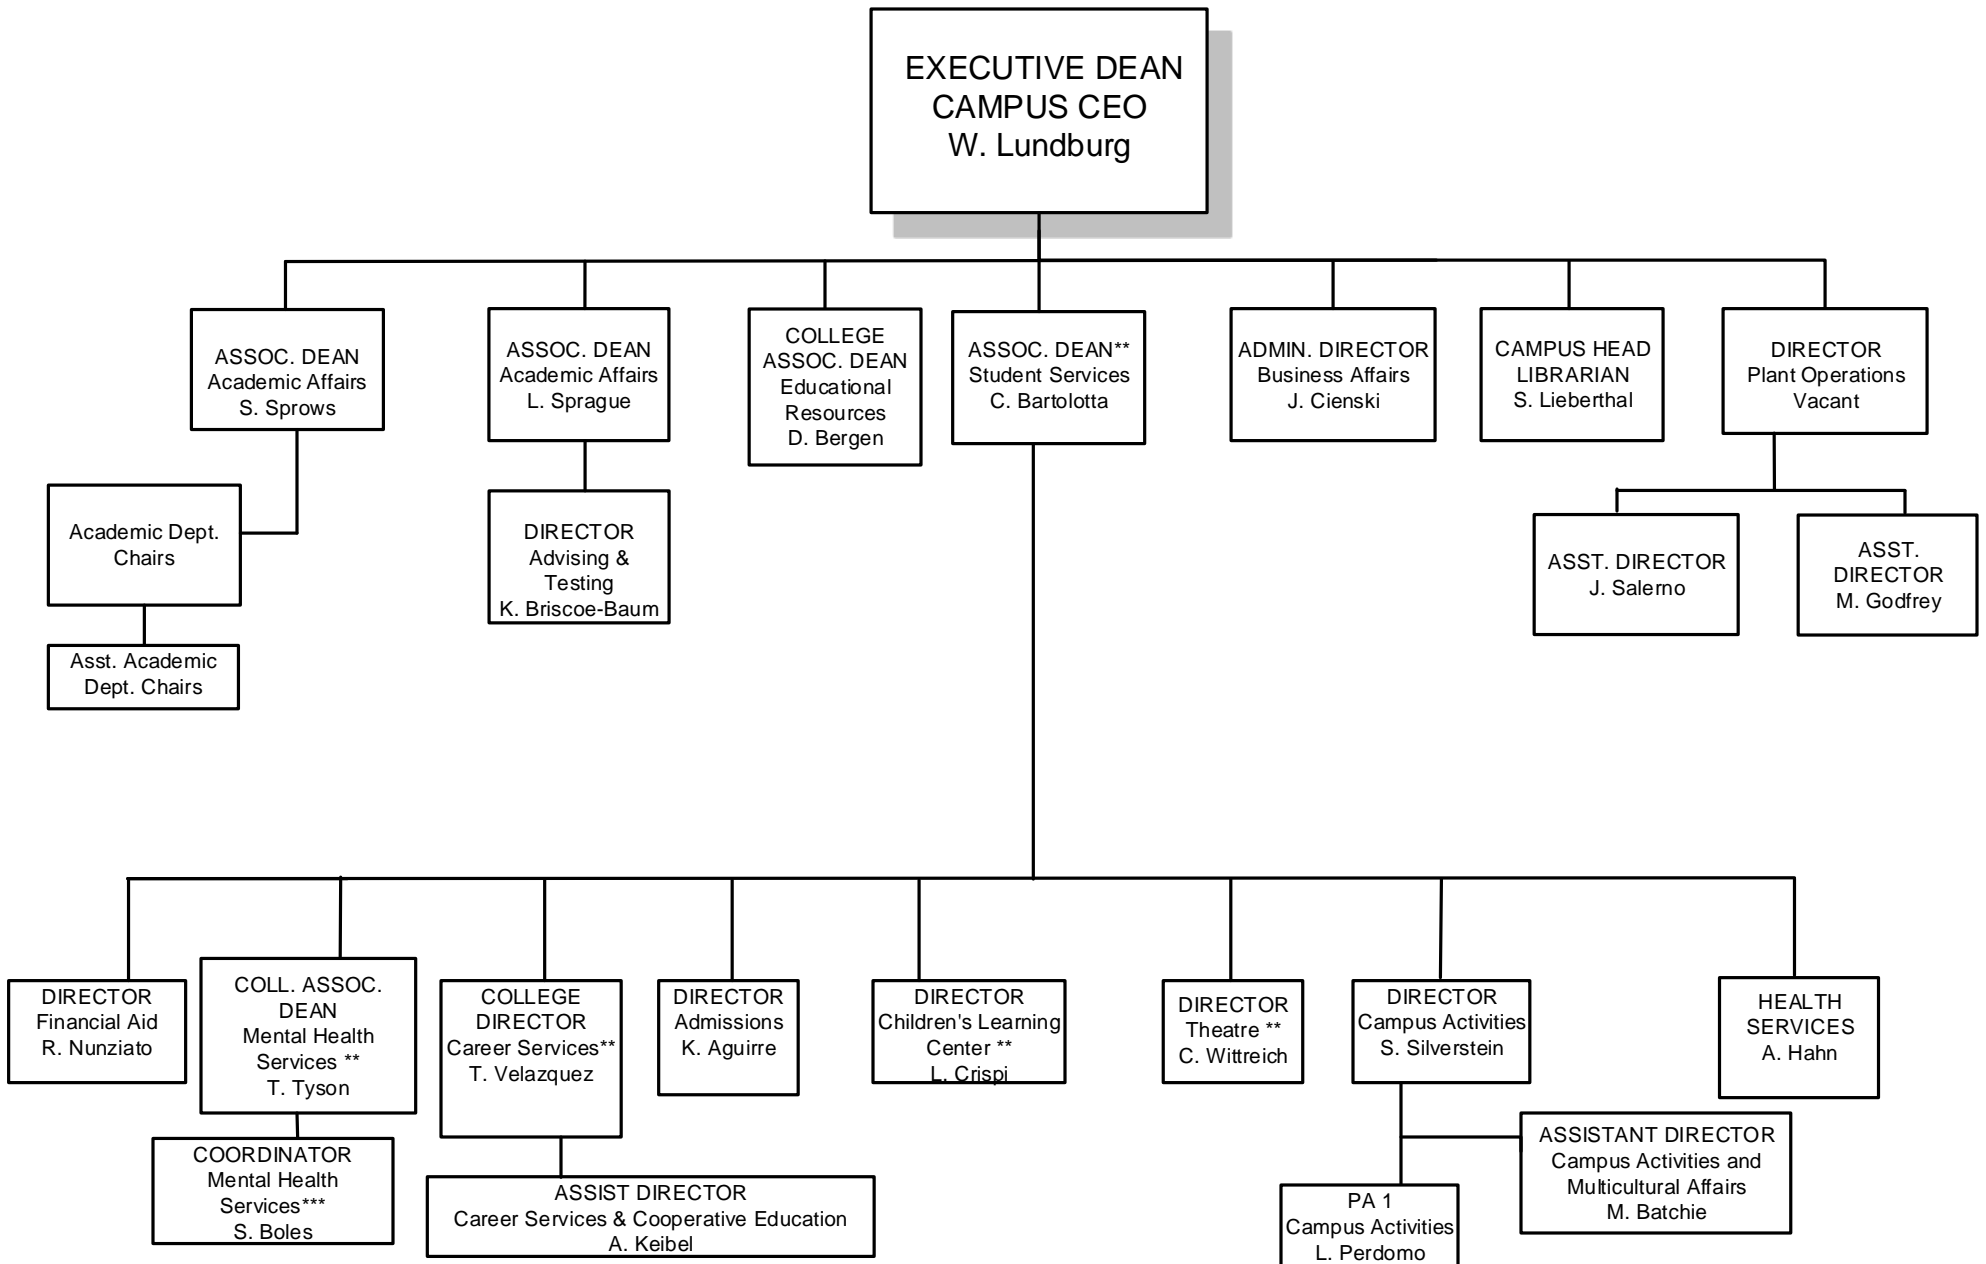 EXECUTIVE DEAN
CAMPUS CEO
W. Lundburg
ASSOC. DEAN
Academic Affairs
S. Sprows
ASSOC. DEAN
Academic Affairs
L. Sprague
COLLEGE
ASSOC. DEAN
Educational
Resources
D. Bergen
ASSOC. DEAN**
Student Services
C. Bartolotta
ADMIN. DIRECTOR
Business Affairs
J. Cienski
CAMPUS HEAD
LIBRARIAN
S. Lieberthal
DIRECTOR
Plant Operations
Vacant
Academic Dept.
Chairs
Asst. Academic
Dept. Chairs
DIRECTOR
Advising &
Testing
K. Briscoe-Baum
ASST. DIRECTOR
J. Salerno
ASST.
DIRECTOR
M. Godfrey
DIRECTOR
Financial Aid
R. Nunziato
COLL. ASSOC.
DEAN
Mental Health
Services **
T. Tyson
COLLEGE
DIRECTOR
Career Services**
T. Velazquez
DIRECTOR
Admissions
K. Aguirre
DIRECTOR
Children's Learning
Center **
L. Crispi
DIRECTOR
Theatre **
C. Wittreich
DIRECTOR
Campus Activities
S. Silverstein
HEALTH
SERVICES
A. Hahn
COORDINATOR
Mental Health
Services***
S. Boles
ASSIST DIRECTOR
Career Services & Cooperative Education
A. Keibel
PA 1
Campus Activities
L. Perdomo
ASSISTANT DIRECTOR
Campus Activities and
Multicultural Affairs
M. Batchie